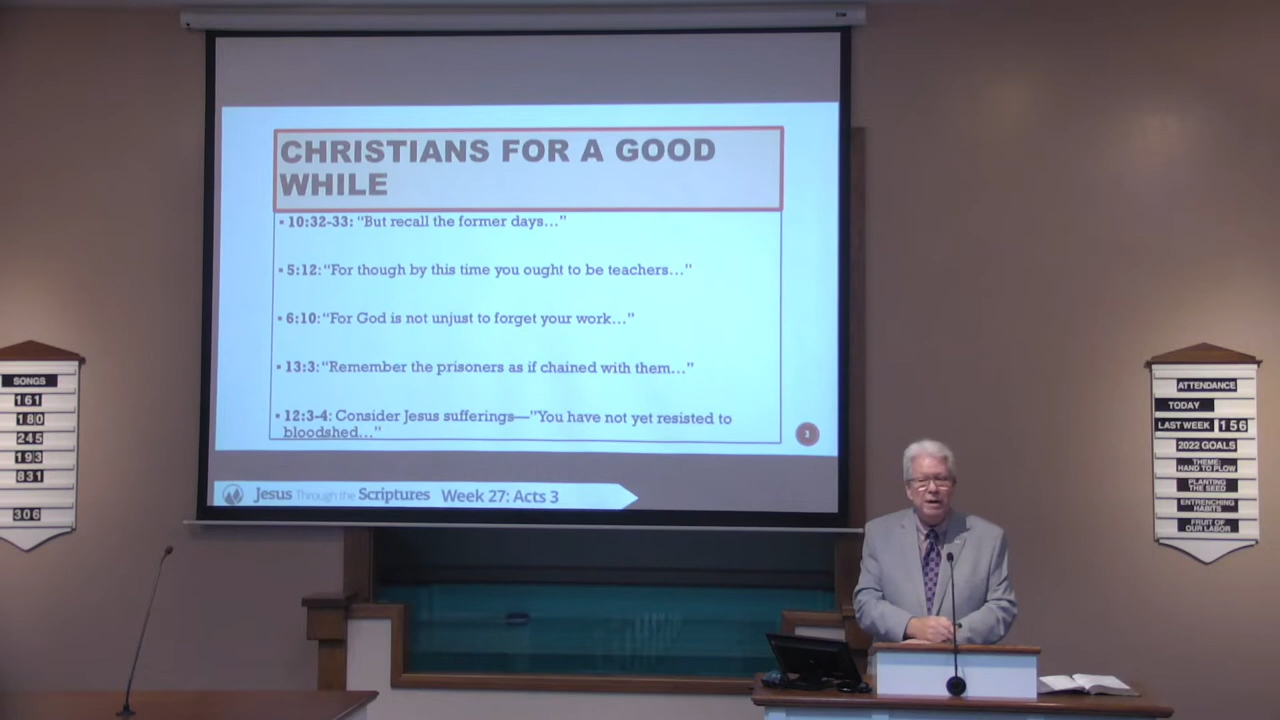 CHRISTIANS FOR A GOOD
WHILE
▪ 10:32-33: “But recall the former days…”
▪ 5:12: “For though by this time you ought to be teachers…”
▪ 6:10: “For God is not unjust to forget your work…”
▪ 13:3: “Remember the prisoners as if chained with them…”
▪ 12:3-4: Consider Jesus sufferings—”You have not yet resisted to
bloodshed…”
3
Jesus Through the Scriptures Week 27: Acts 3
SONGS
161
180
245
193
831
306
ATTENDANCE
TODAY
LAST WEEK 156
2022 GOALS
THEME:
HAND TO PLOW
PLANTING
THE SEED
ENTRENCHING
HABITS
FRUIT OF
OUR LABOR